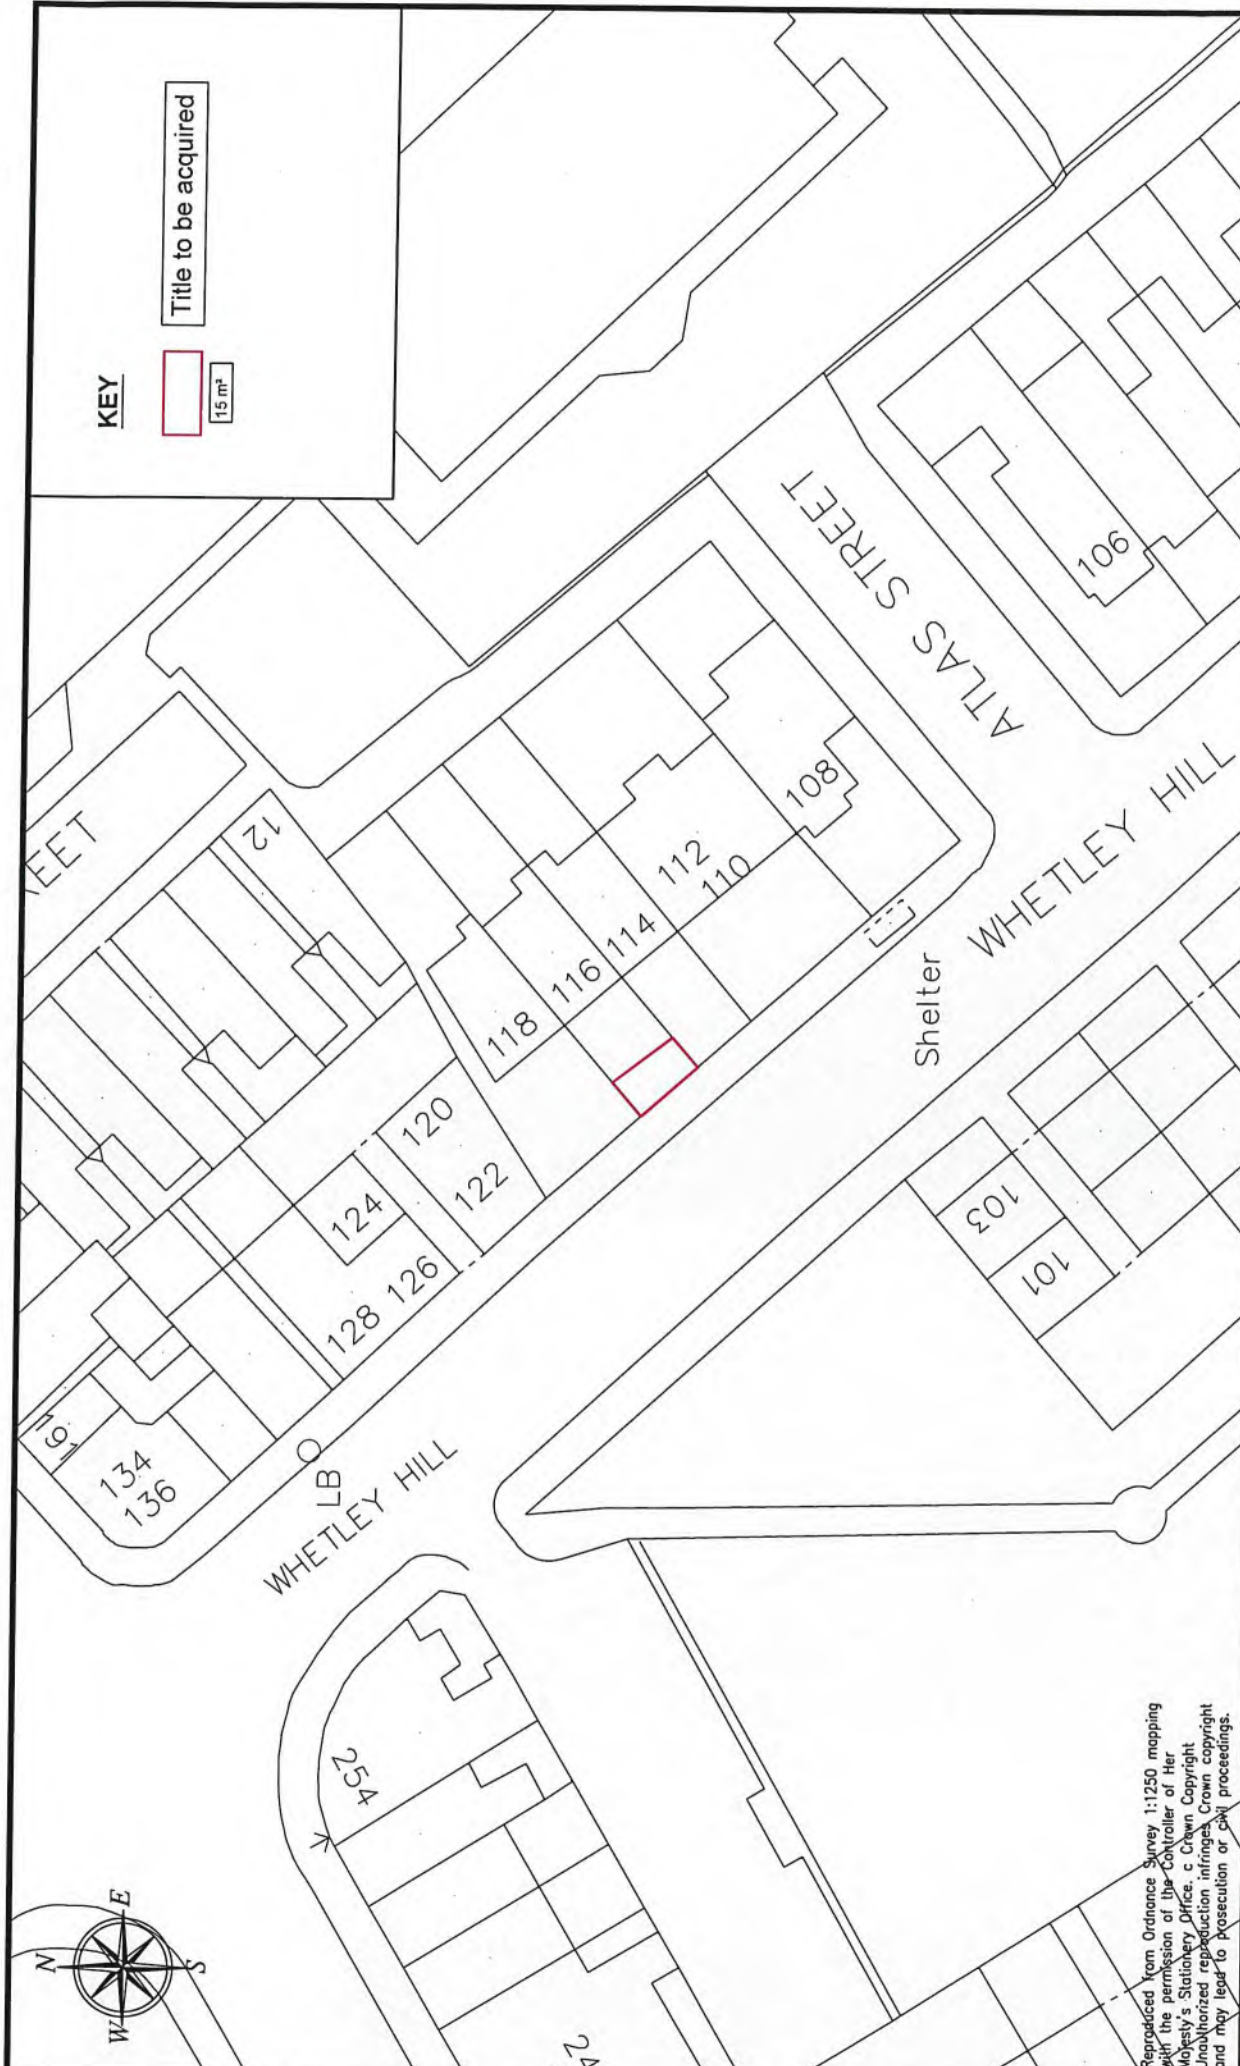 KEY
Title to be acquired
15 m²
12
106
ATLAS STREET
108
112
110
114
116
118
WHETLEY HILL
Shelter
120
122
124
126
128
103
101
191
134
136
LB
WHETLEY HILL
254
N
E
S
W
Reproduced from Ordnance Survey 1:1250 mapping
with the permission of the Controller of Her
Majesty's Stationery Office. c Crown Copyright
Unauthorized reproduction infringes Crown copyright
and may lead to prosecution or civil proceedings.